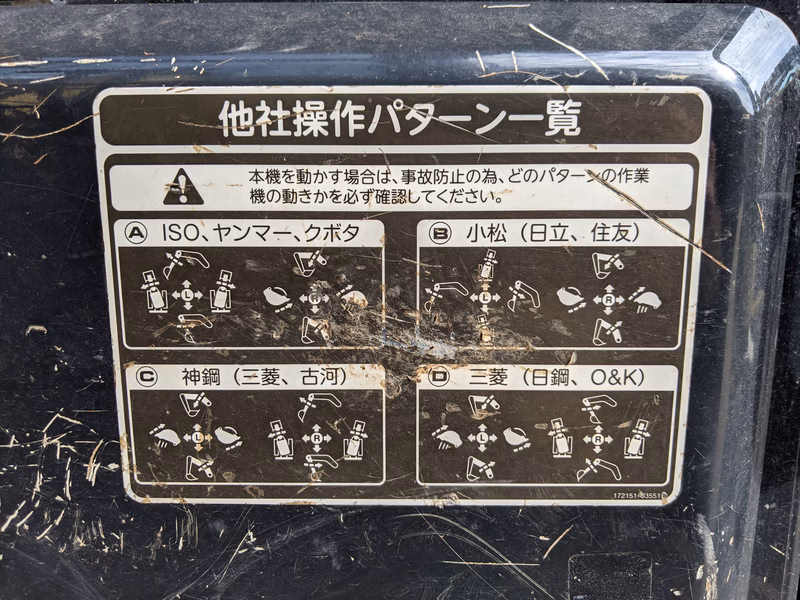 他社操作パターン一覧
本機を動かす場合は、事故防止の為、どのパターンの作業
機の動きかを必ず確認してください。
A ISO、ヤンマー、クボタ
B 小松（日立、住友）
L R
L R
C 神鋼（三菱、古河）
D 三菱（日鋼、O&K）
L R
L R
172151-83551